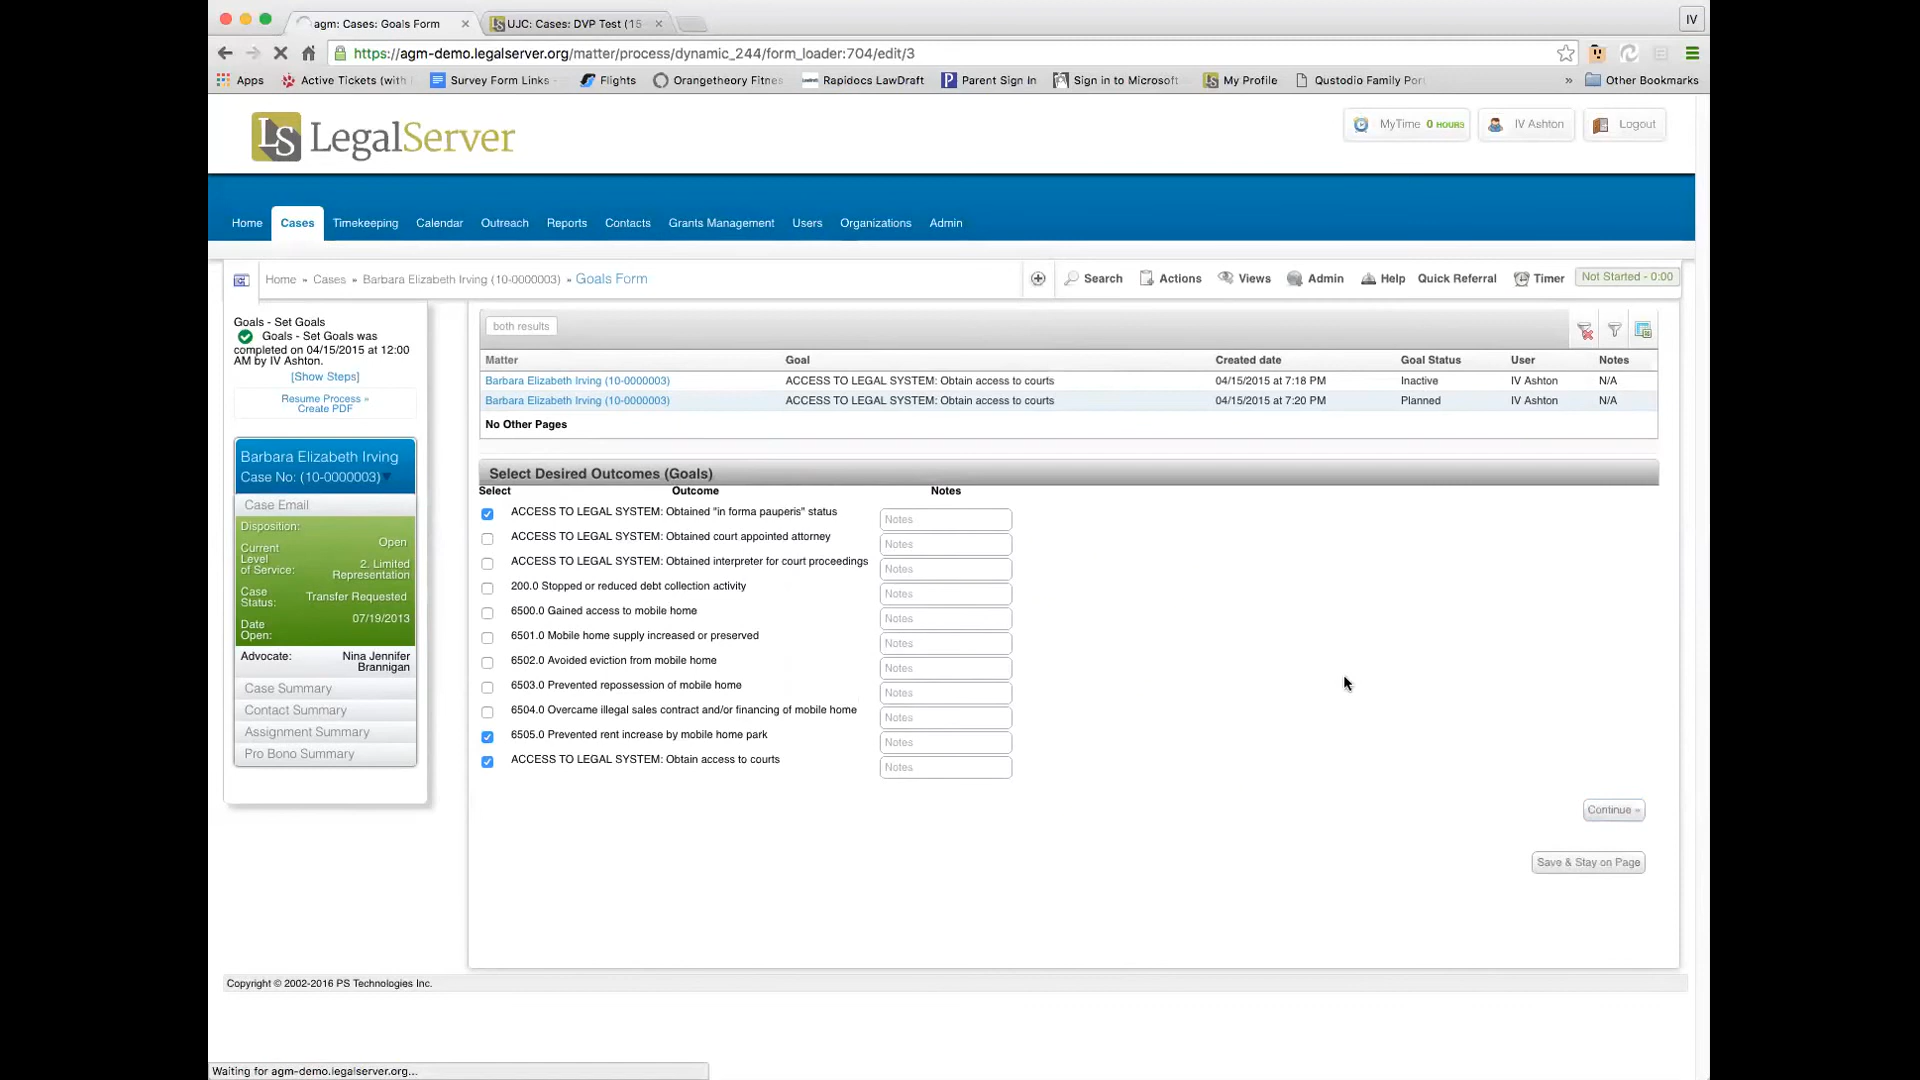 agm: Cases: Goals Form
UJC: Cases: DVP Test (15
IV
https://agm-demo.legalserver.org/matter/process/dynamic_244/form_loader:704/edit/3
Apps
Active Tickets (with
Survey Form Links -
Flights
Orangetheory Fitnes
Rapidocs LawDraft
Parent Sign In
Sign in to Microsoft
My Profile
Qustodio Family Por
»
Other Bookmarks
LS LegalServer
MyTime 0 HOURS
IV Ashton
Logout
Home
Cases
Timekeeping
Calendar
Outreach
Reports
Contacts
Grants Management
Users
Organizations
Admin
Home » Cases » Barbara Elizabeth Irving (10-0000003) » Goals Form
Search
Actions
Views
Admin
Help
Quick Referral
Timer
Not Started - 0:00
Goals - Set Goals
Goals - Set Goals was
completed on 04/15/2015 at 12:00
AM by IV Ashton.
[Show Steps]
Resume Process »
Create PDF
Barbara Elizabeth Irving
Case No: (10-0000003)
Case Email
Disposition: Open
Current Level of Service: 2. Limited Representation
Case Status: Transfer Requested
Date Open: 07/19/2013
Advocate: Nina Jennifer Brannigan
Case Summary
Contact Summary
Assignment Summary
Pro Bono Summary
both results
Matter Goal Created date Goal Status User Notes
Barbara Elizabeth Irving (10-0000003) ACCESS TO LEGAL SYSTEM: Obtain access to courts 04/15/2015 at 7:18 PM Inactive IV Ashton N/A
Barbara Elizabeth Irving (10-0000003) ACCESS TO LEGAL SYSTEM: Obtain access to courts 04/15/2015 at 7:20 PM Planned IV Ashton N/A
No Other Pages
Select Desired Outcomes (Goals)
Select Outcome Notes
ACCESS TO LEGAL SYSTEM: Obtained "in forma pauperis" status Notes
ACCESS TO LEGAL SYSTEM: Obtained court appointed attorney Notes
ACCESS TO LEGAL SYSTEM: Obtained interpreter for court proceedings Notes
200.0 Stopped or reduced debt collection activity Notes
6500.0 Gained access to mobile home Notes
6501.0 Mobile home supply increased or preserved Notes
6502.0 Avoided eviction from mobile home Notes
6503.0 Prevented repossession of mobile home Notes
6504.0 Overcame illegal sales contract and/or financing of mobile home Notes
6505.0 Prevented rent increase by mobile home park Notes
ACCESS TO LEGAL SYSTEM: Obtain access to courts Notes
Continue »
Save & Stay on Page
Copyright © 2002-2016 PS Technologies Inc.
Waiting for agm-demo.legalserver.org...